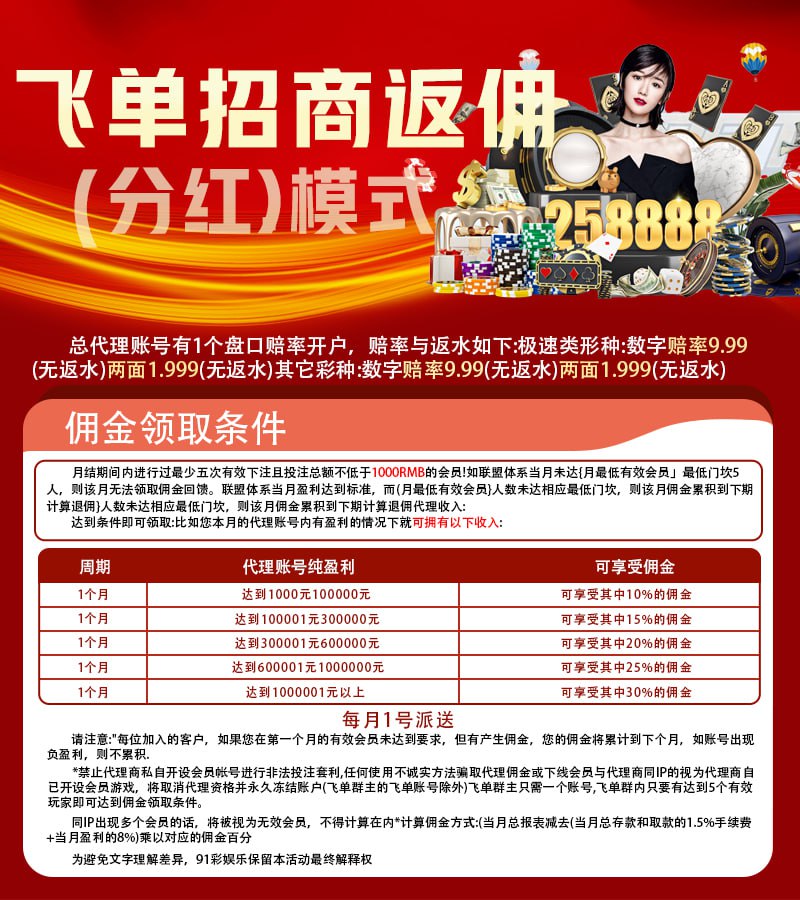 飞单招商返佣
(分红)模式
258888
总代理账号有1个盘口赔率开户，赔率与返水如下:极速类形种:数字赔率9.99
(无返水)两面1.999(无返水)其它彩种:数字赔率9.99(无返水)两面1.999(无返水)
佣金领取条件
月结期间内进行过最少五次有效下注且投注总额不低于1000RMB的会员!如联盟体系当月未达{月最低有效会员」最低门坎5
人，则该月无法领取佣金回馈。联盟体系当月盈利达到标准，而(月最低有效会员}人数未达相应最低门坎，则该月佣金累积到下期
计算退佣}人数未达相应最低门坎，则该月佣金累积到下期计算退佣代理收入:
达到条件即可领取:比如您本月的代理账号内有盈利的情况下就可拥有以下收入:
周期 代理账号纯盈利 可享受佣金
1个月 达到1000元100000元 可享受其中10%的佣金
1个月 达到100001元300000元 可享受其中15%的佣金
1个月 达到300001元600000元 可享受其中20%的佣金
1个月 达到600001元1000000元 可享受其中25%的佣金
1个月 达到1000001元以上 可享受其中30%的佣金
每月1号派送
请注意:"每位加入的客户，如果您在第一个月的有效会员未达到要求，但有产生佣金，您的佣金将累计到下个月，如账号出现
负盈利，则不累积.
*禁止代理商私自开设会员帐号进行非法投注套利,任何使用不诚实方法骗取代理佣金或下线会员与代理商同IP的视为代理商自
已开设会员游戏，将取消代理资格并永久冻结账户(飞单群主的飞单账号除外)飞单群主只需一个账号,飞单群内只要有达到5个有效
玩家即可达到佣金领取条件。
同IP出现多个会员的话，将被视为无效会员，不得计算在内*计算佣金方式:(当月总报表减去(当月总存款和取款的1.5%手续费
+当月盈利的8%)乘以对应的佣金百分
为避免文字理解差异，91彩娱乐保留本活动最终解释权